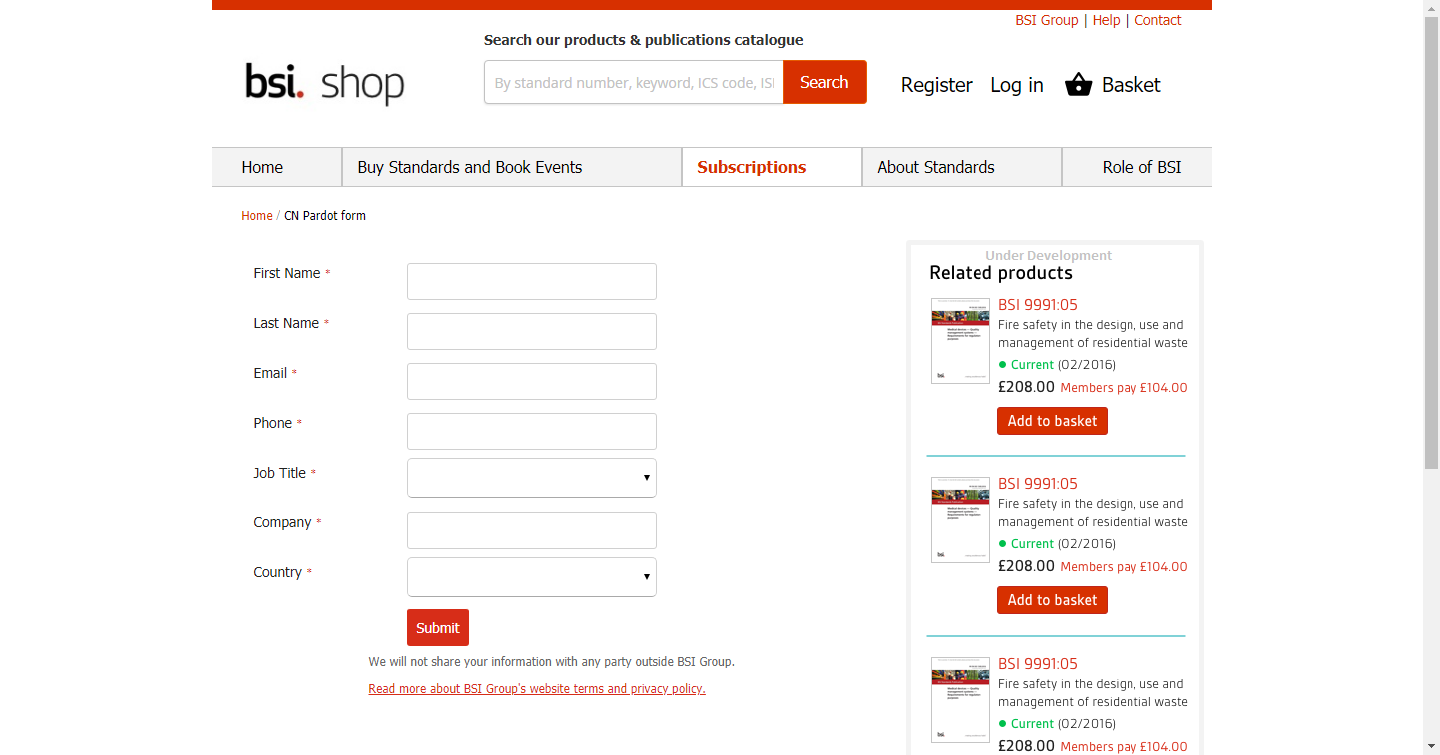 BSI Group | Help | Contact
Search our products & publications catalogue
bsi. shop
By standard number, keyword, ICS code, ISI
Search
Register
Log in
Basket
Home
Buy Standards and Book Events
Subscriptions
About Standards
Role of BSI
Home / CN Pardot form
First Name *
Last Name *
Email *
Phone *
Job Title *
Company *
Country *
Submit
We will not share your information with any party outside BSI Group.
Read more about BSI Group's website terms and privacy policy.
Under Development
Related products
BSI 9991:05
Fire safety in the design, use and
management of residential waste
Current (02/2016)
£208.00 Members pay £104.00
Add to basket
BSI 9991:05
Fire safety in the design, use and
management of residential waste
Current (02/2016)
£208.00 Members pay £104.00
Add to basket
BSI 9991:05
Fire safety in the design, use and
management of residential waste
Current (02/2016)
£208.00 Members pay £104.00